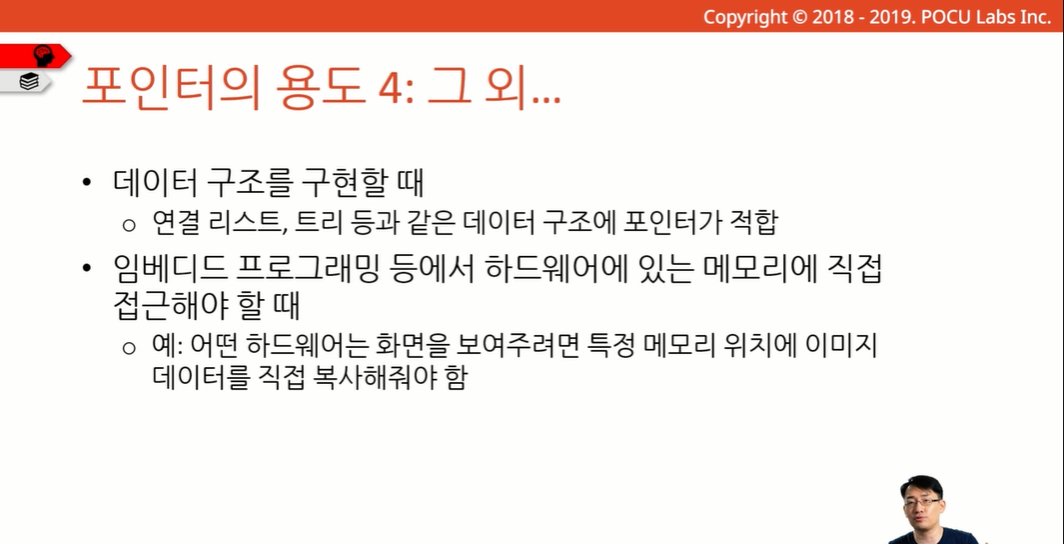 Copyright © 2018 - 2019. POCU Labs Inc.
포인터의 용도 4: 그 외...
• 데이터 구조를 구현할 때
o 연결 리스트, 트리 등과 같은 데이터 구조에 포인터가 적합
• 임베디드 프로그래밍 등에서 하드웨어에 있는 메모리에 직접
접근해야 할 때
o 예: 어떤 하드웨어는 화면을 보여주려면 특정 메모리 위치에 이미지
데이터를 직접 복사해줘야 함